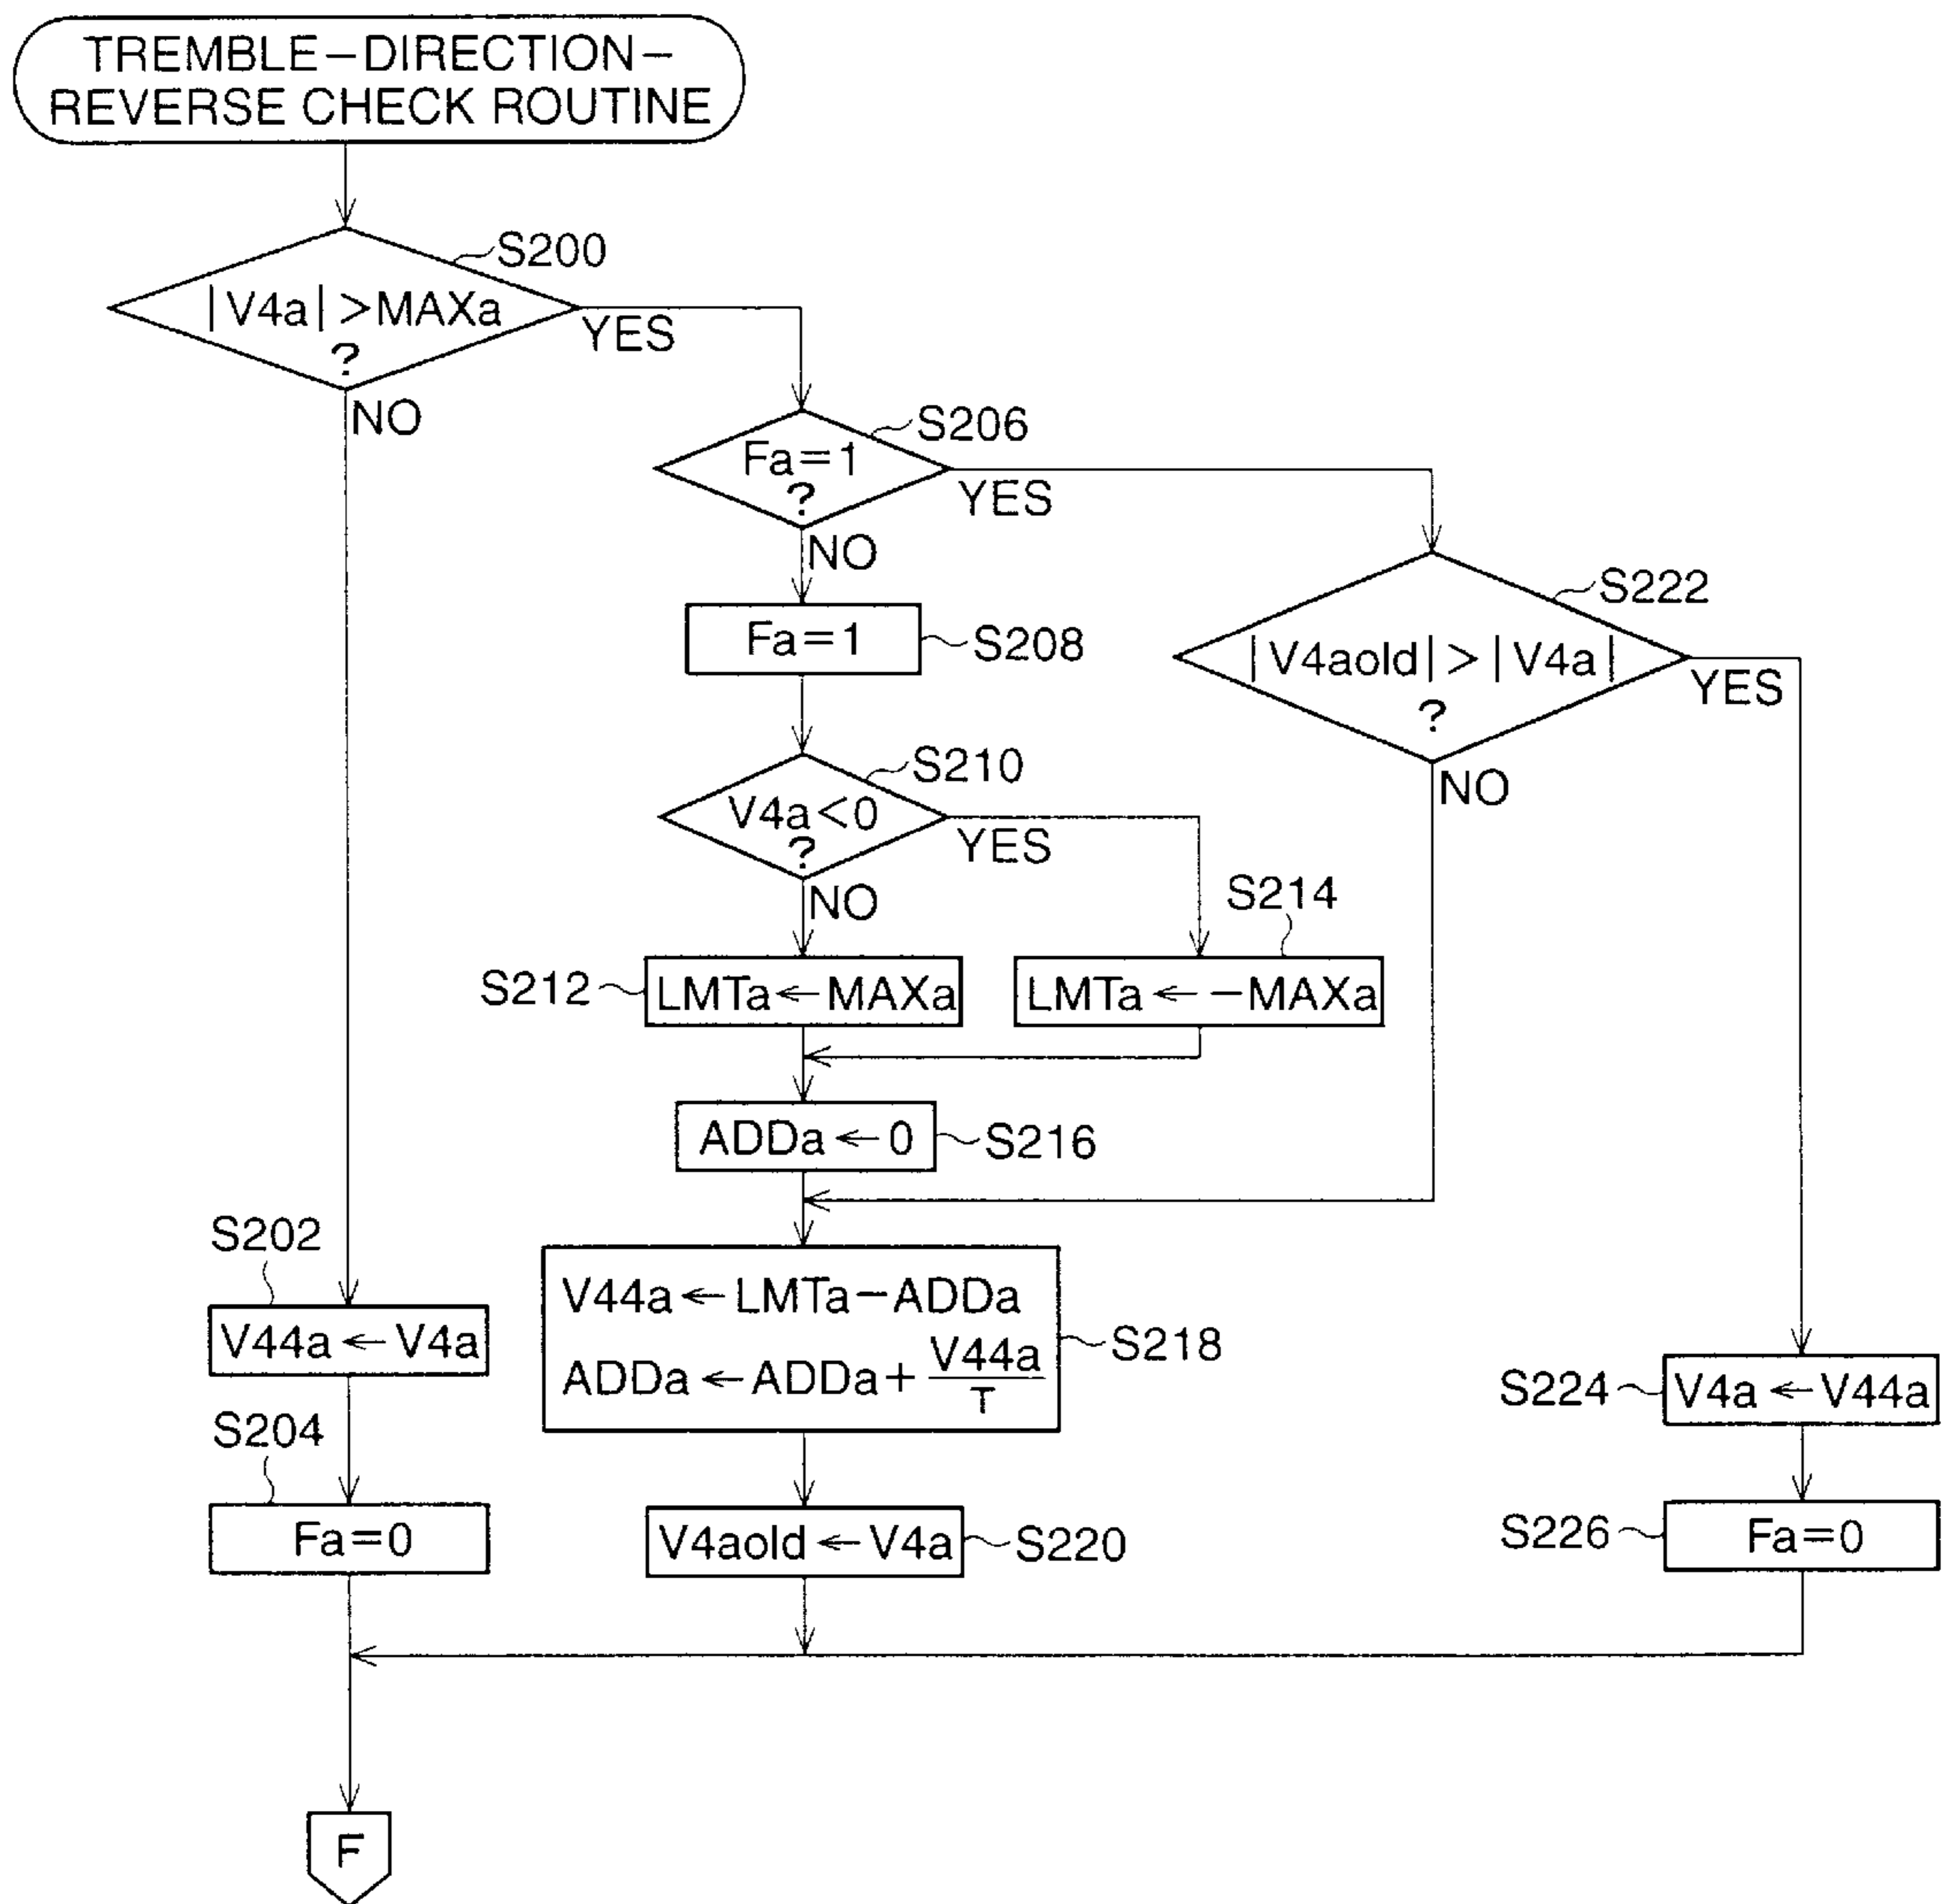 TREMBLE−DIRECTION−
REVERSE CHECK ROUTINE
S200
|V4a|>MAXa
?
YES
NO
S206
Fa=1
?
YES
NO
S222
|V4aold|>|V4a|
?
YES
NO
Fa=1
S208
S210
V4a<0
?
YES
NO
S214
S212
LMTa←MAXa
LMTa←−MAXa
ADDa←0
S216
S202
V44a←V4a
V44a←LMTa−ADDa
ADDa←ADDa+V44a/T
S218
S224
V4a←V44a
S204
Fa=0
V4aold←V4a
S220
S226
Fa=0
F